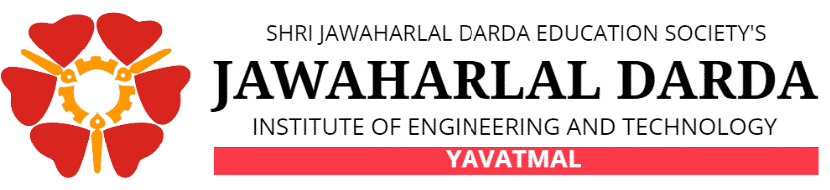 SHRI JAWAHARLAL DARDA EDUCATION SOCIETY'S
JAWAHARLAL DARDA
INSTITUTE OF ENGINEERING AND TECHNOLOGY
YAVATMAL